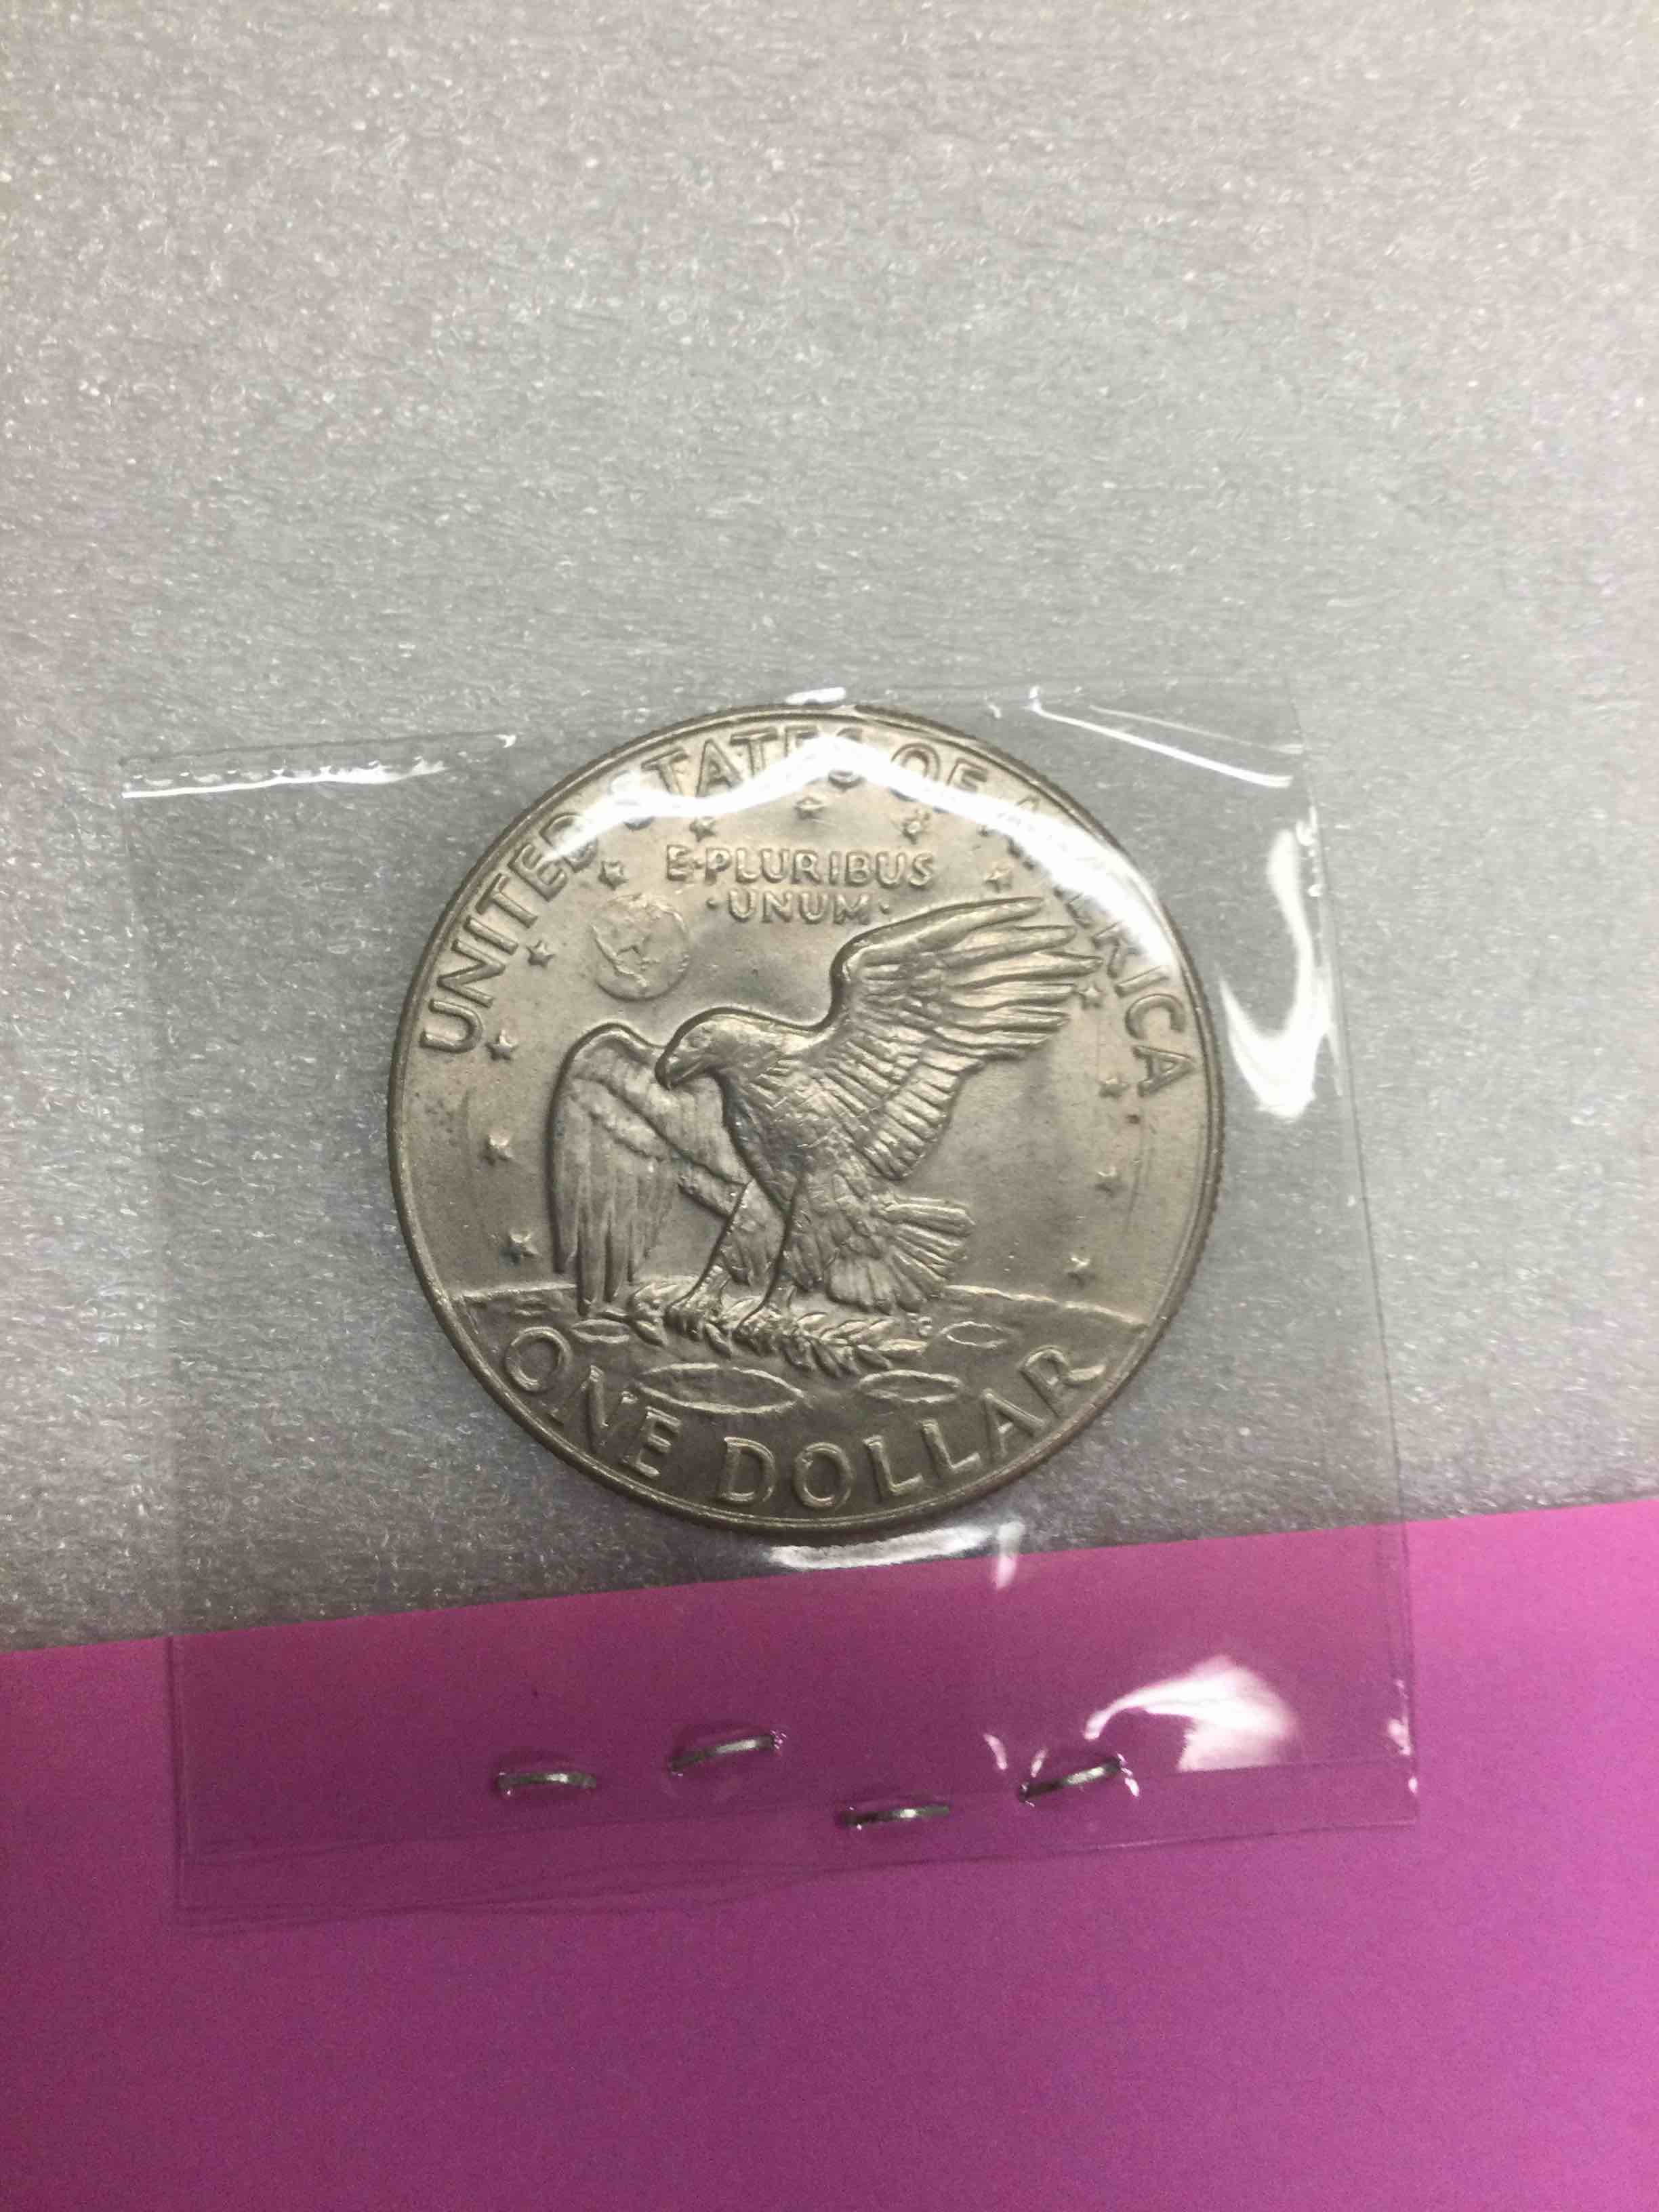 UNITED STATES OF AMERICA
E·PLURIBUS
·UNUM·
ONE DOLLAR